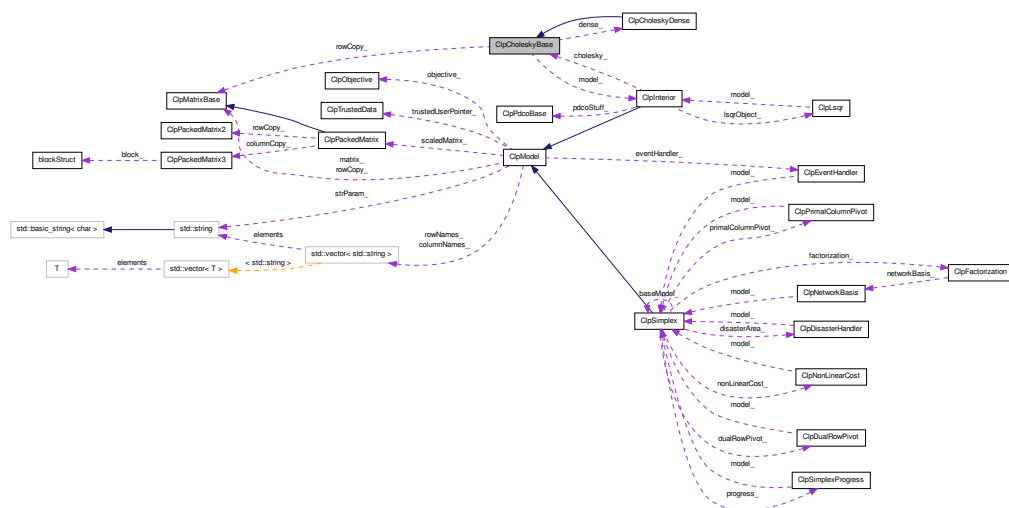 ClpCholeskyDense
dense_
ClpCholeskyBase
rowCopy_
cholesky_
objective_
ClpObjective
model_
model_
ClpMatrixBase
ClpInterior
ClpLsqr
pdcoStuff_
ClpTrustedData
trustedUserPointer_
ClpPdcoBase
lsqrObject_
ClpPackedMatrix2
rowCopy_
ClpPackedMatrix
scaledMatrix_
columnCopy_
blockStruct
block_
ClpPackedMatrix3
matrix_
rowCopy_
ClpModel
eventHandler_
model_
ClpEventHandler
strParam_
model_
ClpPrimalColumnPivot
primalColumnPivot_
std::basic_string< char >
std::string
elements
rowNames_
columnNames_
std::vector< std::string >
factorization_
ClpFactorization
networkBasis_
T
elements
std::vector< T >
< std::string >
model_
ClpNetworkBasis
baseModel_
ClpSimplex
model_
disasterArea_
ClpDisasterHandler
model_
ClpNonLinearCost
nonLinearCost_
model_
ClpDualRowPivot
dualRowPivot_
model_
ClpSimplexProgress
progress_